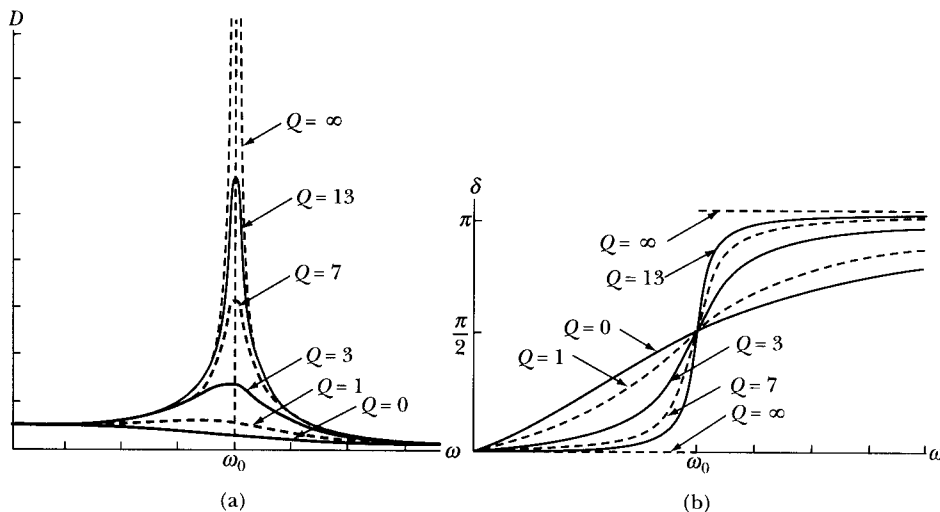 D
Q = ∞
Q = 13
Q = 7
Q = 3
Q = 1
Q = 0
ω
ω₀
(a)
δ
π
Q = ∞
Q = 13
π/2
Q = 0
Q = 1
Q = 3
Q = 7
Q = ∞
ω₀
ω
(b)